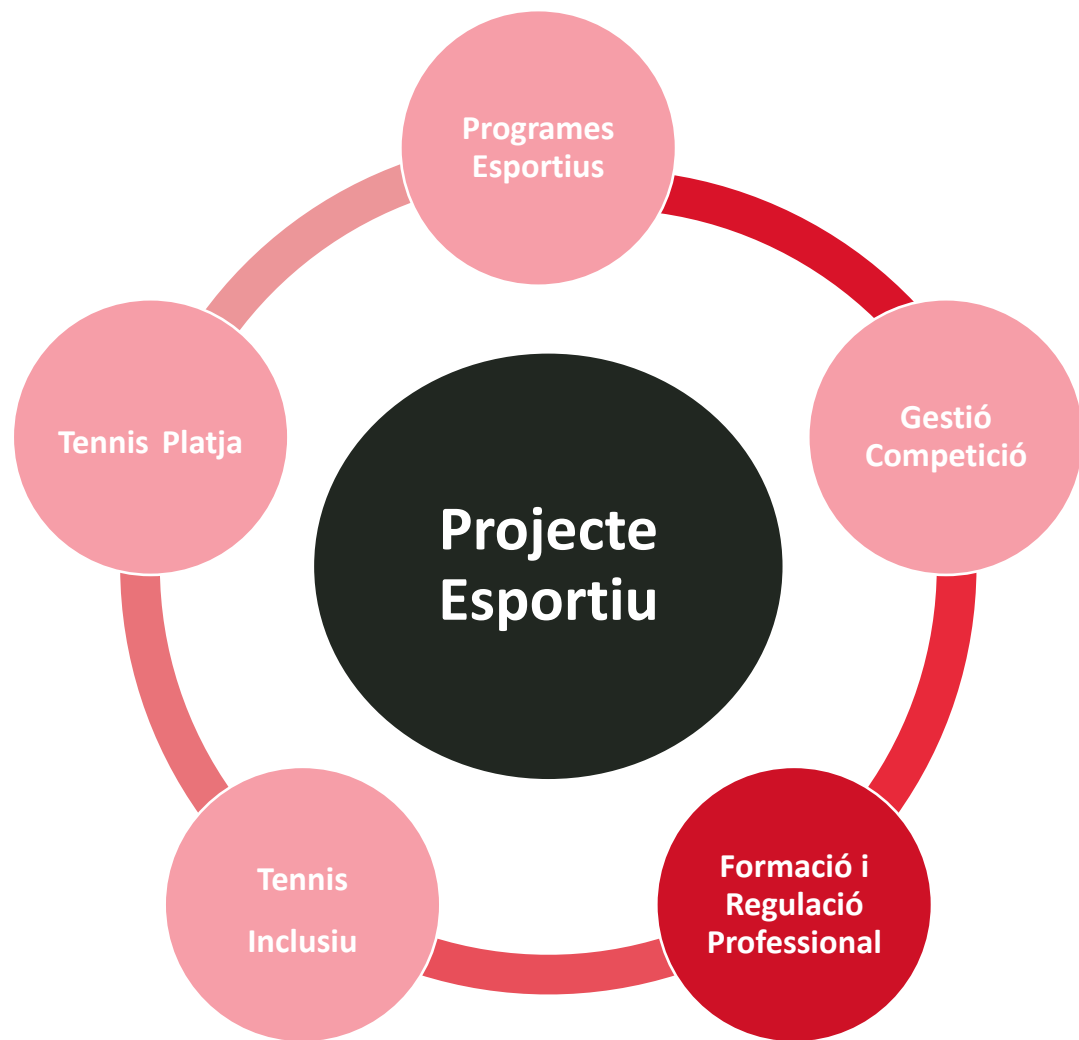 Programes
Esportius
Gestió
Competició
Tennis Platja
Projecte
Esportiu
Formació i
Regulació
Professional
Tennis
Inclusiu